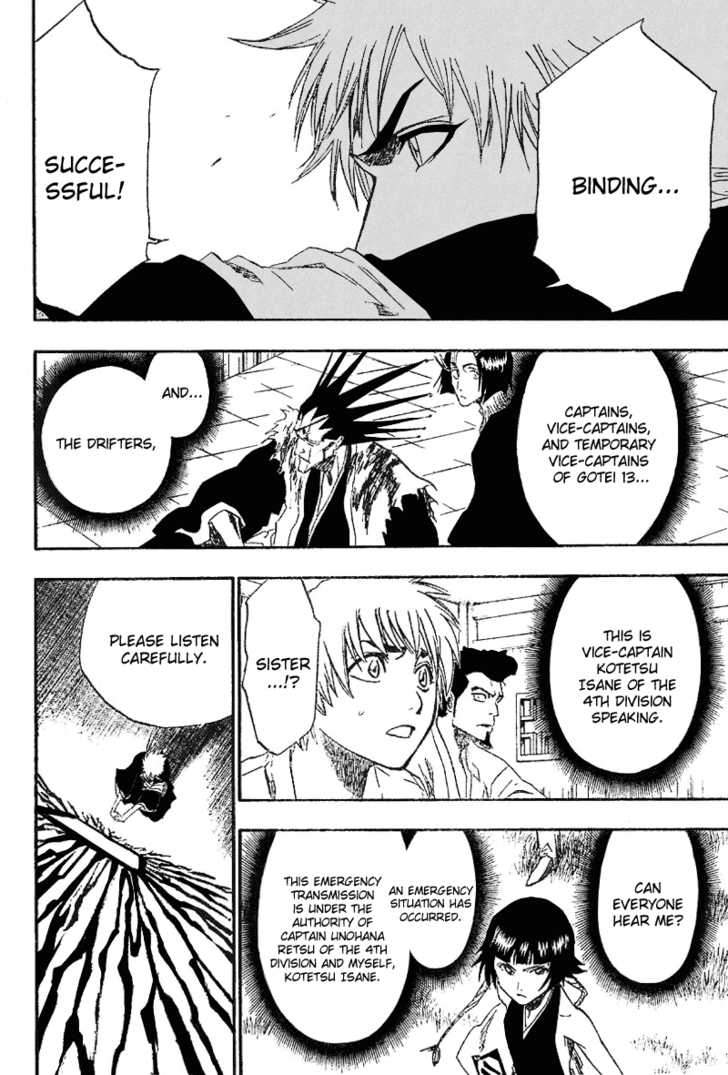 BINDING...
SUCCE-
SSFUL!
CAPTAINS,
VICE-CAPTAINS,
AND TEMPORARY
VICE-CAPTAINS
OF GOTEI 13...
AND...
THE DRIFTERS,
THIS IS
VICE-CAPTAIN
KOTETSU
ISANE OF THE
4TH DIVISION
SPEAKING.
SISTER
...!?
PLEASE LISTEN
CAREFULLY.
CAN
EVERYONE
HEAR ME?
AN EMERGENCY
SITUATION HAS
OCCURRED.
THIS EMERGENCY
TRANSMISSION
IS UNDER THE
AUTHORITY OF
CAPTAIN UNOHANA
RETSU OF THE 4TH
DIVISION AND MYSELF,
KOTETSU ISANE.